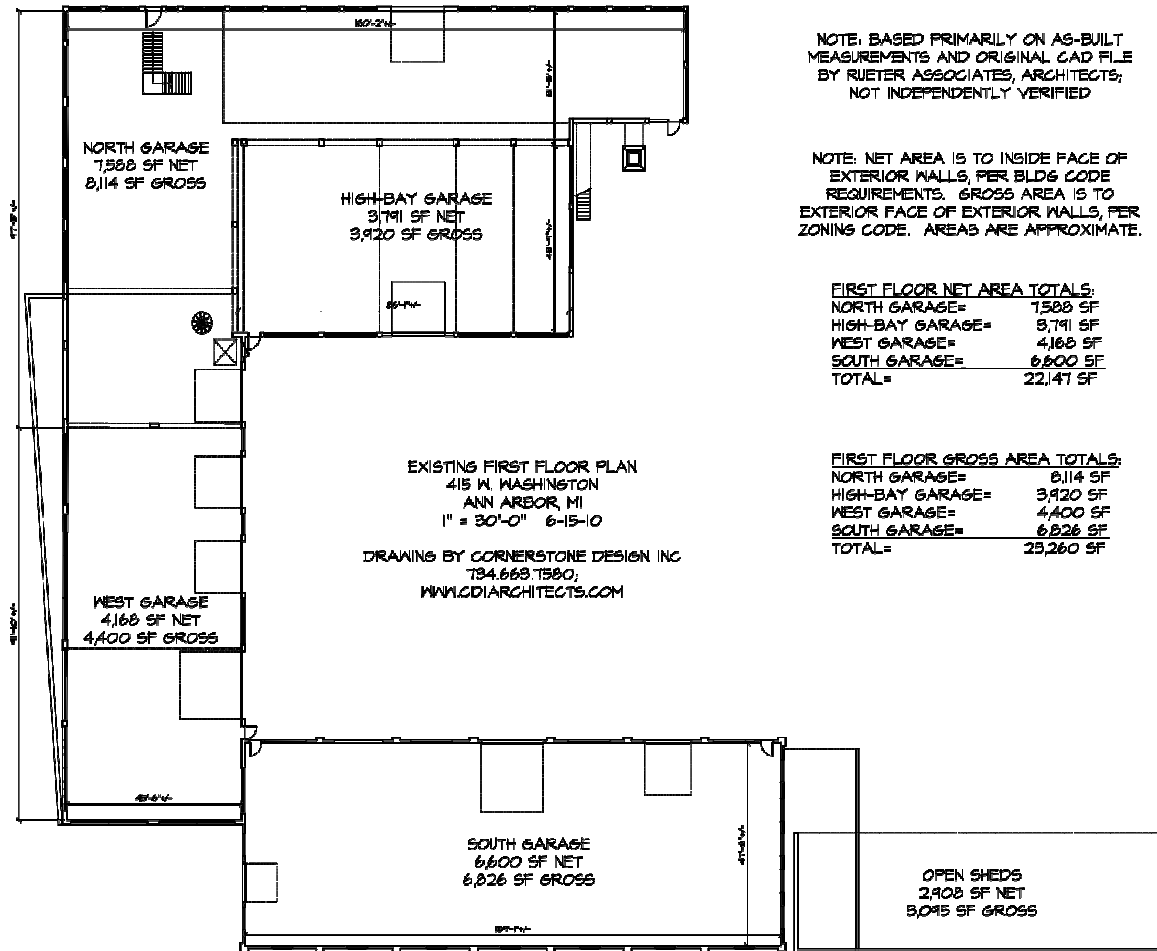 160'-2"+/-
NOTE: BASED PRIMARILY ON AS-BUILT
MEASUREMENTS AND ORIGINAL CAD FILE
BY RUETER ASSOCIATES, ARCHITECTS;
NOT INDEPENDENTLY VERIFIED
NORTH GARAGE
7,588 SF NET
8,114 SF GROSS
HIGH-BAY GARAGE
3,791 SF NET
3,920 SF GROSS
NOTE: NET AREA IS TO INSIDE FACE OF
EXTERIOR WALLS, PER BLDG CODE
REQUIREMENTS. GROSS AREA IS TO
EXTERIOR FACE OF EXTERIOR WALLS, PER
ZONING CODE. AREAS ARE APPROXIMATE.
FIRST FLOOR NET AREA TOTALS:
NORTH GARAGE= 7,588 SF
HIGH-BAY GARAGE= 3,791 SF
WEST GARAGE= 4,168 SF
SOUTH GARAGE= 6,600 SF
TOTAL= 22,147 SF
EXISTING FIRST FLOOR PLAN
415 W. WASHINGTON
ANN ARBOR, MI
1" = 30'-0" 6-15-10
DRAWING BY CORNERSTONE DESIGN INC
734.663.7580;
WWW.CDIARCHITECTS.COM
FIRST FLOOR GROSS AREA TOTALS:
NORTH GARAGE= 8,114 SF
HIGH-BAY GARAGE= 3,920 SF
WEST GARAGE= 4,400 SF
SOUTH GARAGE= 6,826 SF
TOTAL= 23,260 SF
WEST GARAGE
4,168 SF NET
4,400 SF GROSS
SOUTH GARAGE
6,600 SF NET
6,826 SF GROSS
OPEN SHEDS
2,908 SF NET
3,095 SF GROSS